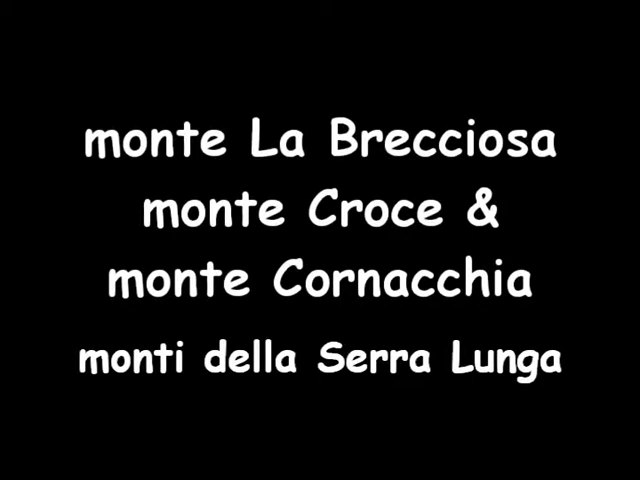 monte La Brecciosa
monte Croce &
monte Cornacchia
monti della Serra Lunga